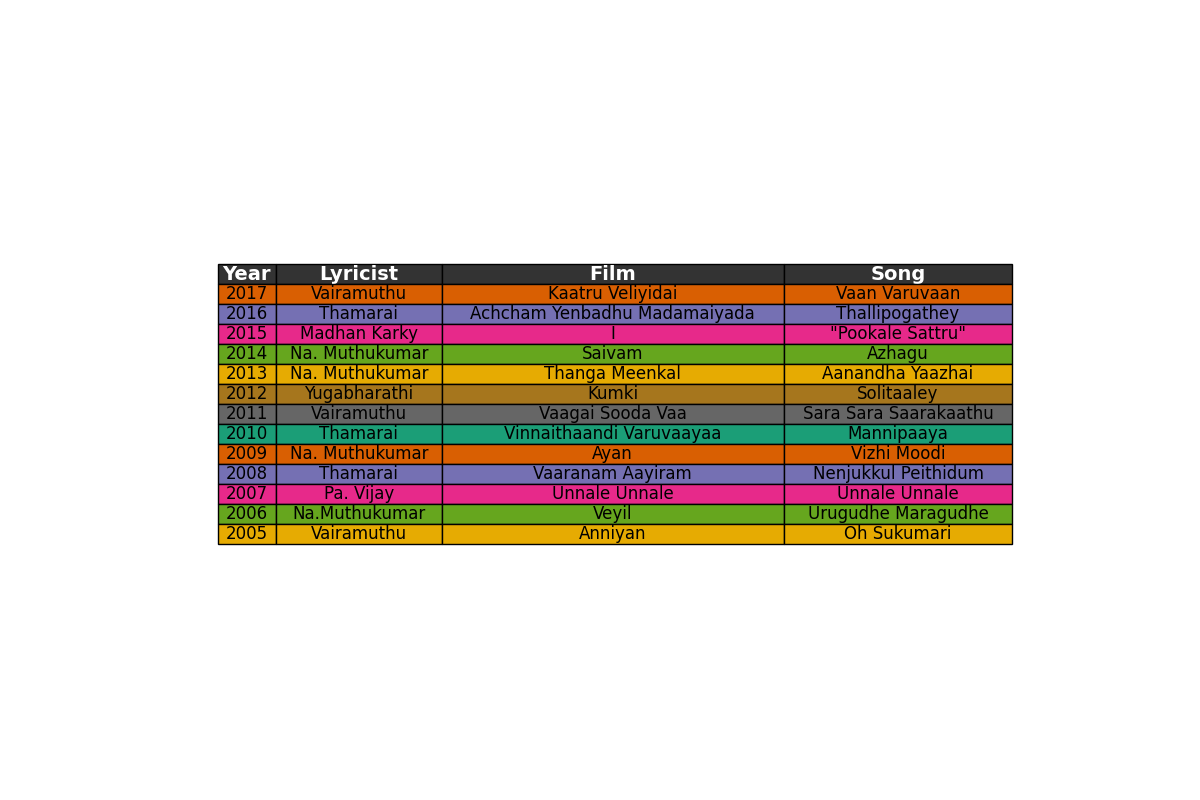 Year Lyricist Film Song
2017 Vairamuthu Kaatru Veliyidai Vaan Varuvaan
2016 Thamarai Achcham Yenbadhu Madamaiyada Thallipogathey
2015 Madhan Karky I "Pookale Sattru"
2014 Na. Muthukumar Saivam Azhagu
2013 Na. Muthukumar Thanga Meenkal Aanandha Yaazhai
2012 Yugabharathi Kumki Solitaaley
2011 Vairamuthu Vaagai Sooda Vaa Sara Sara Saarakaathu
2010 Thamarai Vinnaithaandi Varuvaayaa Mannipaaya
2009 Na. Muthukumar Ayan Vizhi Moodi
2008 Thamarai Vaaranam Aayiram Nenjukkul Peithidum
2007 Pa. Vijay Unnale Unnale Unnale Unnale
2006 Na.Muthukumar Veyil Urugudhe Maragudhe
2005 Vairamuthu Anniyan Oh Sukumari